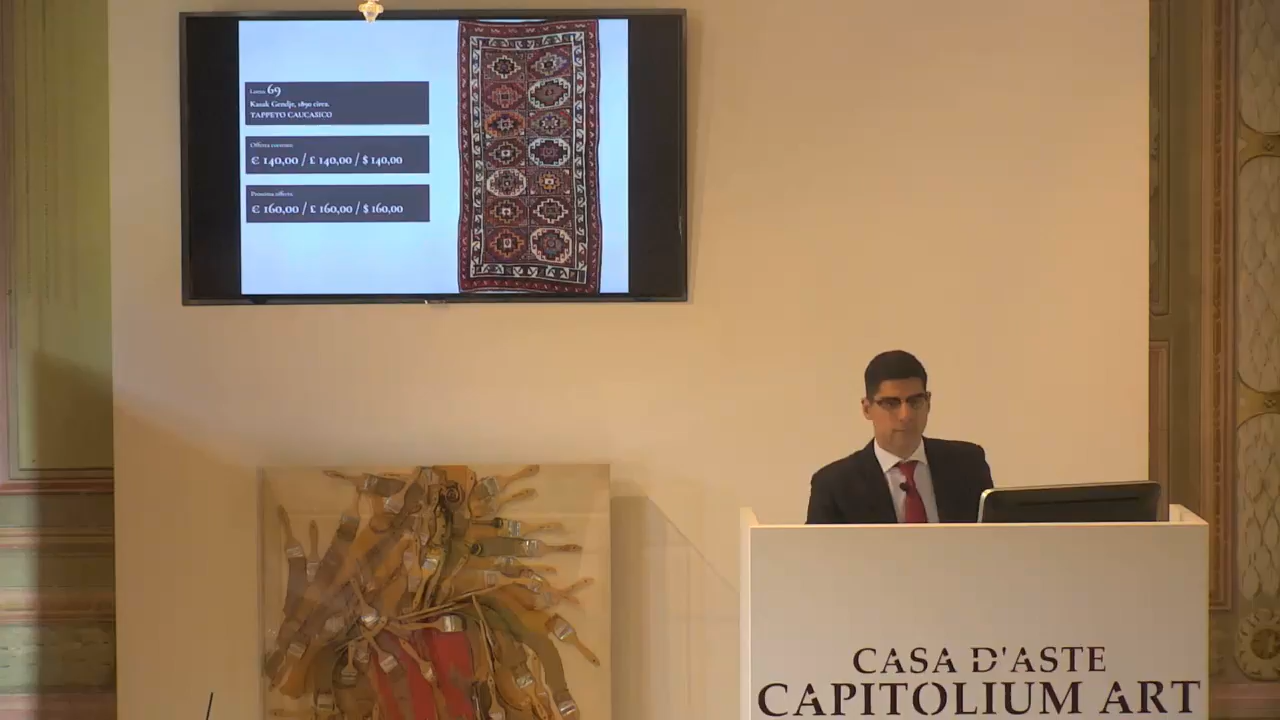 Lotto 69
Kasak Gendje, 1890 circa.
TAPPETO CAUCASICO
Offerta corrente
€ 140,00 / £ 140,00 / $ 140,00
Prossima offerta
€ 160,00 / £ 160,00 / $ 160,00
CASA D'ASTE
CAPITOLIUM ART